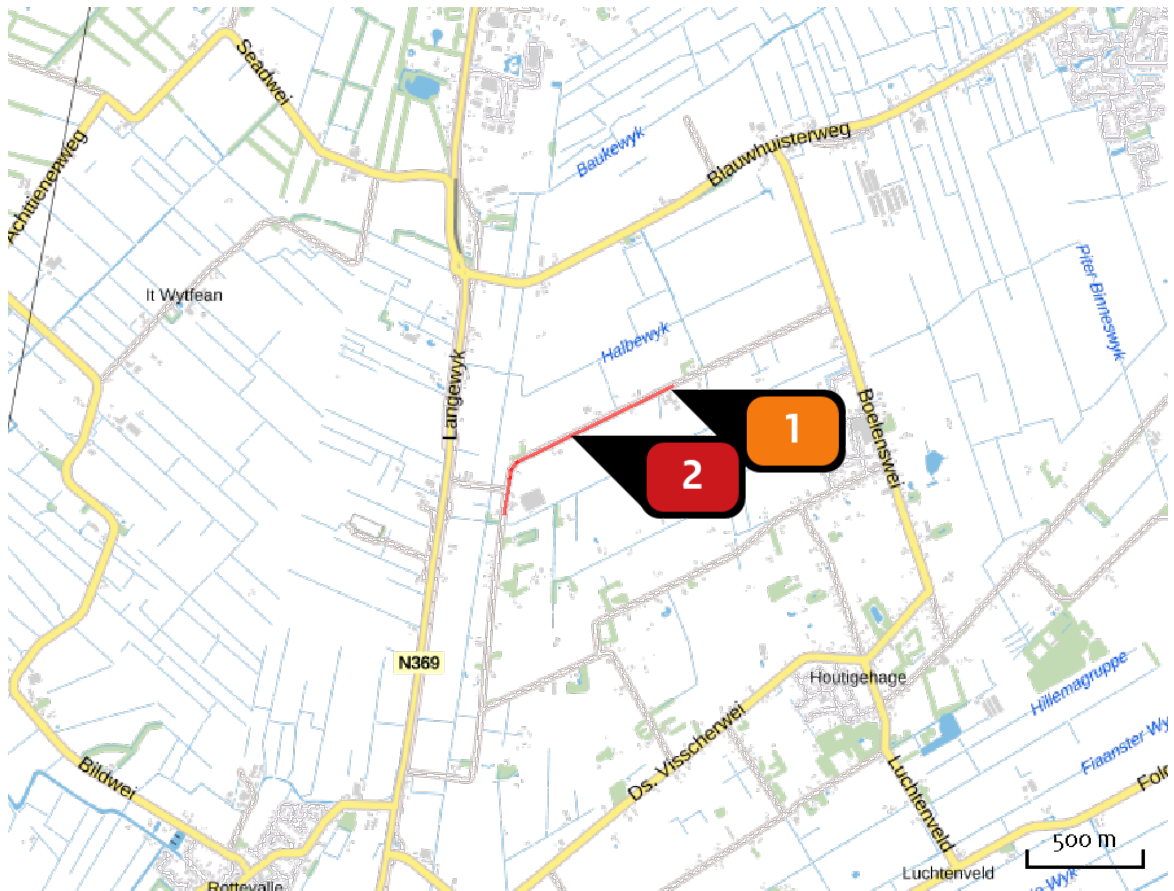 Seadwei
Achttienenweg
Blauwhuisterweg
Baukewyk
Piter Binneswyk
It Wytfean
Halbewyk
Langewyk
1
Boelenswei
2
N369
Houtigehage
Hillemagruppe
Ds. Visscherwei
Luchtenveld
Bildwei
500 m
Luchtenveld
Rottevalle